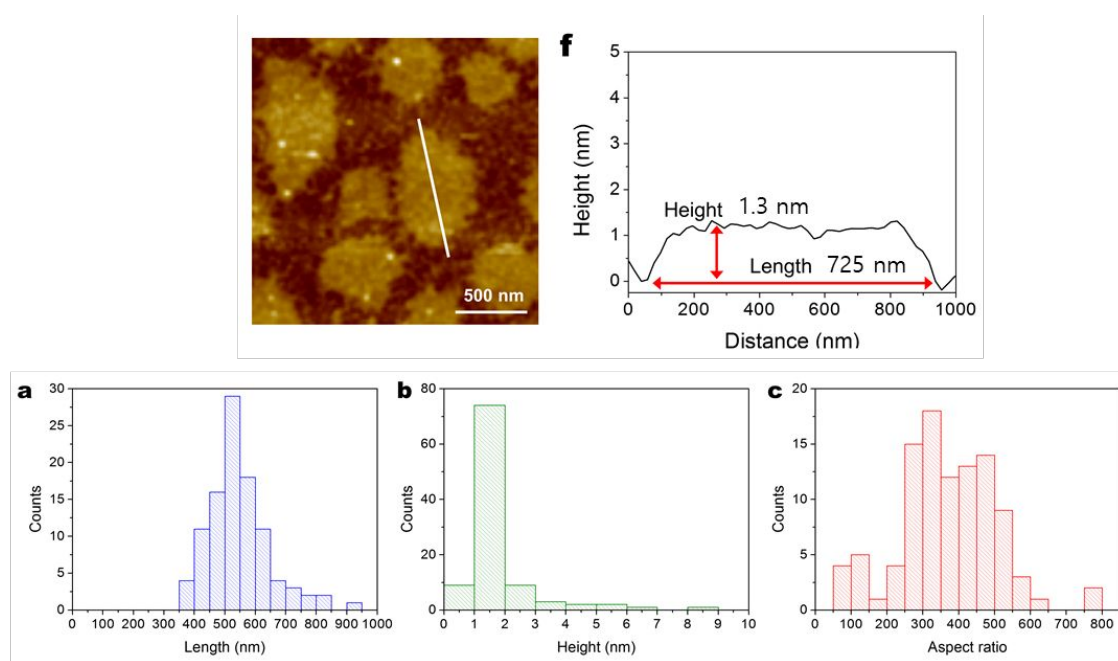 f
500 nm
5
4
3
2
1
0
Height (nm)
Height 1.3 nm
Length 725 nm
0 200 400 600 800 1000
Distance (nm)
a
30
25
20
15
10
5
0
Counts
0 100 200 300 400 500 600 700 800 900 1000
Length (nm)
b
80
60
40
20
0
Counts
0 1 2 3 4 5 6 7 8 9 10
Height (nm)
c
20
15
10
5
0
Counts
0 100 200 300 400 500 600 700 800
Aspect ratio